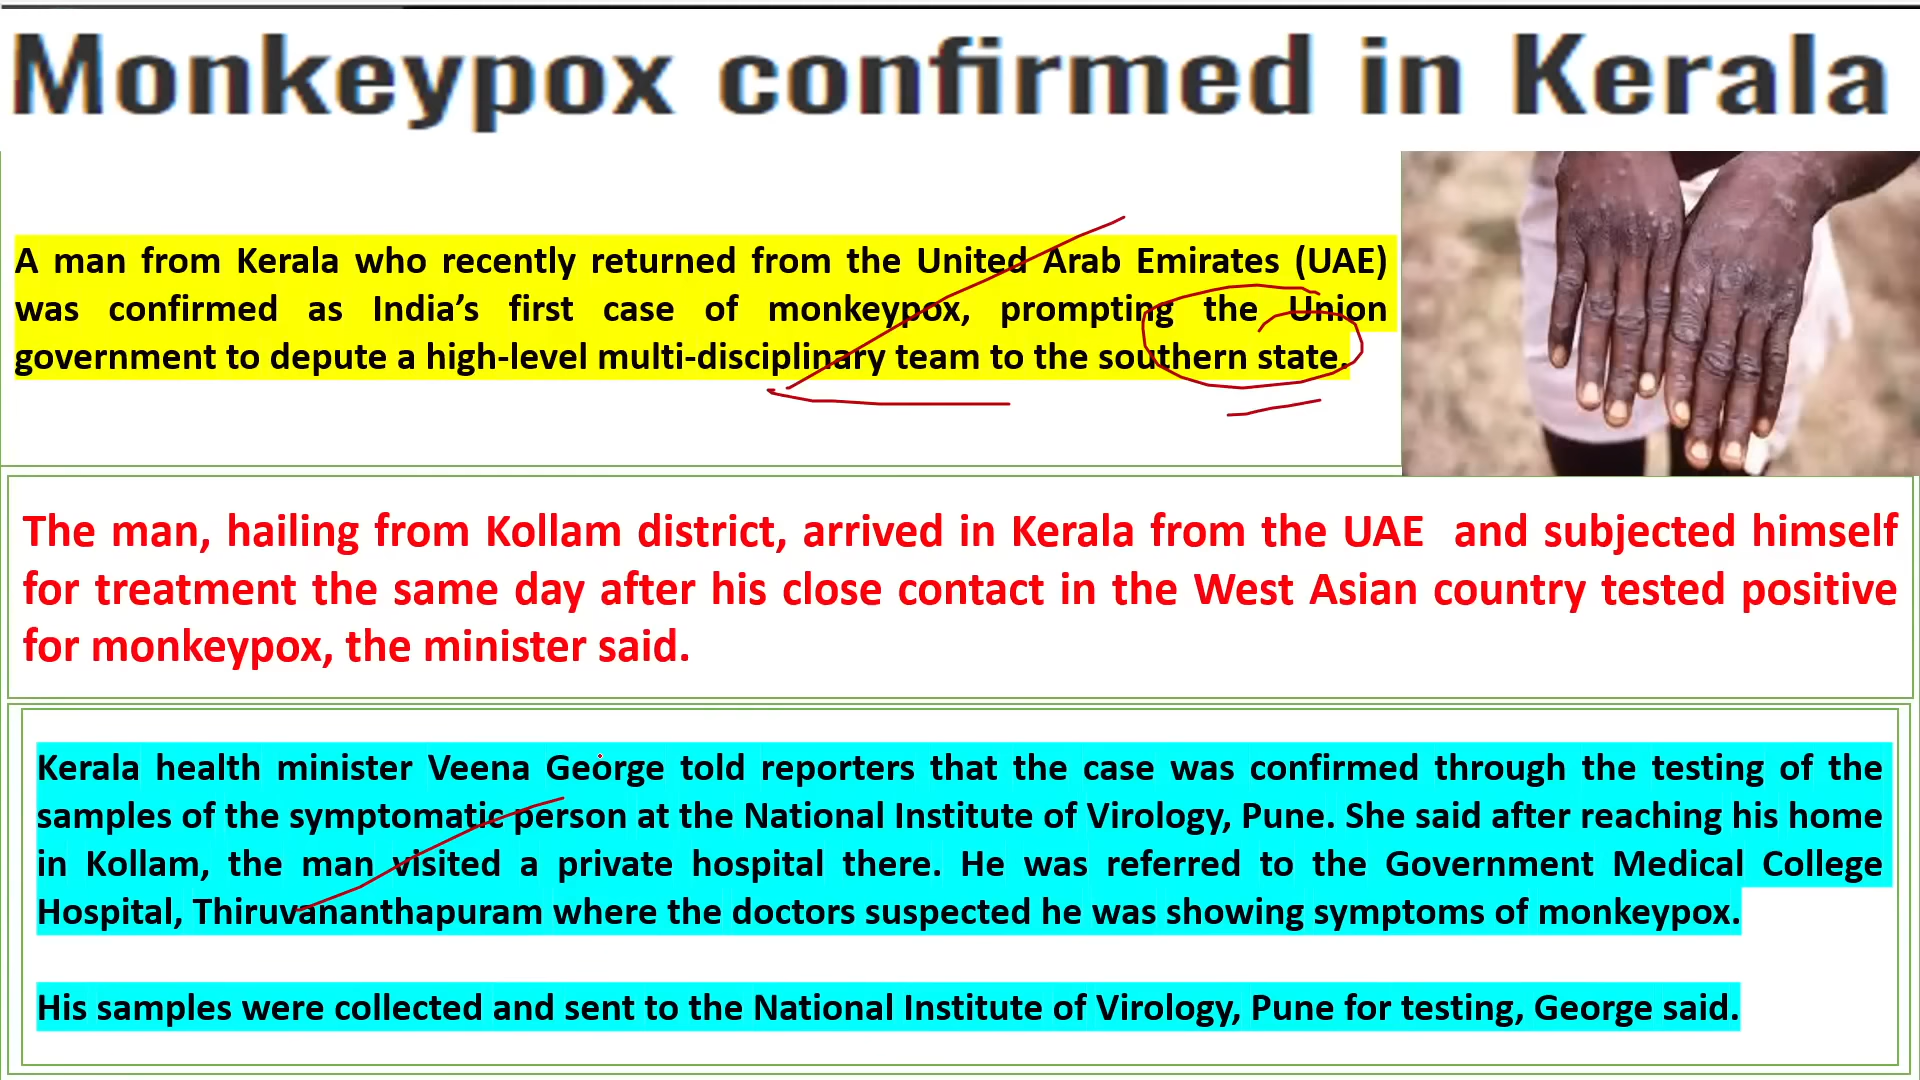 Monkeypox confirmed in Kerala
A man from Kerala who recently returned from the United Arab Emirates (UAE)
was confirmed as India’s first case of monkeypox, prompting the Union
government to depute a high-level multi-disciplinary team to the southern state.
The man, hailing from Kollam district, arrived in Kerala from the UAE and subjected himself
for treatment the same day after his close contact in the West Asian country tested positive
for monkeypox, the minister said.
Kerala health minister Veena George told reporters that the case was confirmed through the testing of the
samples of the symptomatic person at the National Institute of Virology, Pune. She said after reaching his home
in Kollam, the man visited a private hospital there. He was referred to the Government Medical College
Hospital, Thiruvananthapuram where the doctors suspected he was showing symptoms of monkeypox.
His samples were collected and sent to the National Institute of Virology, Pune for testing, George said.